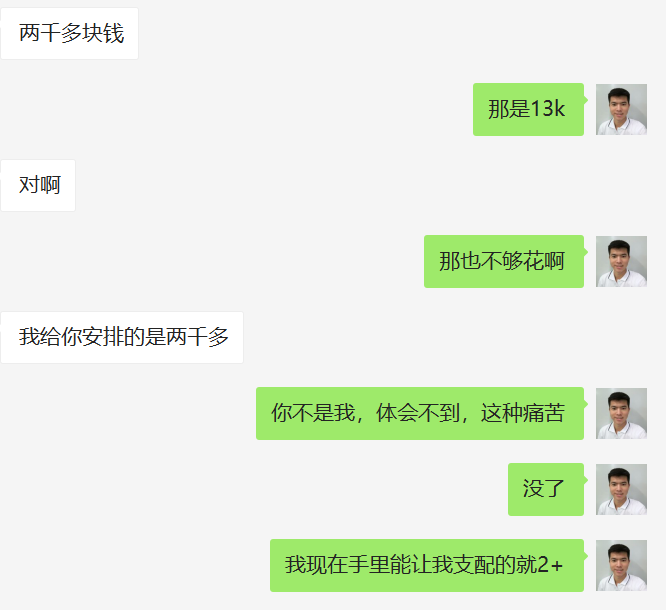 两千多块钱
那是13k
对啊
那也不够花啊
我给你安排的是两千多
你不是我，体会不到，这种痛苦
没了
我现在手里能让我支配的就2+